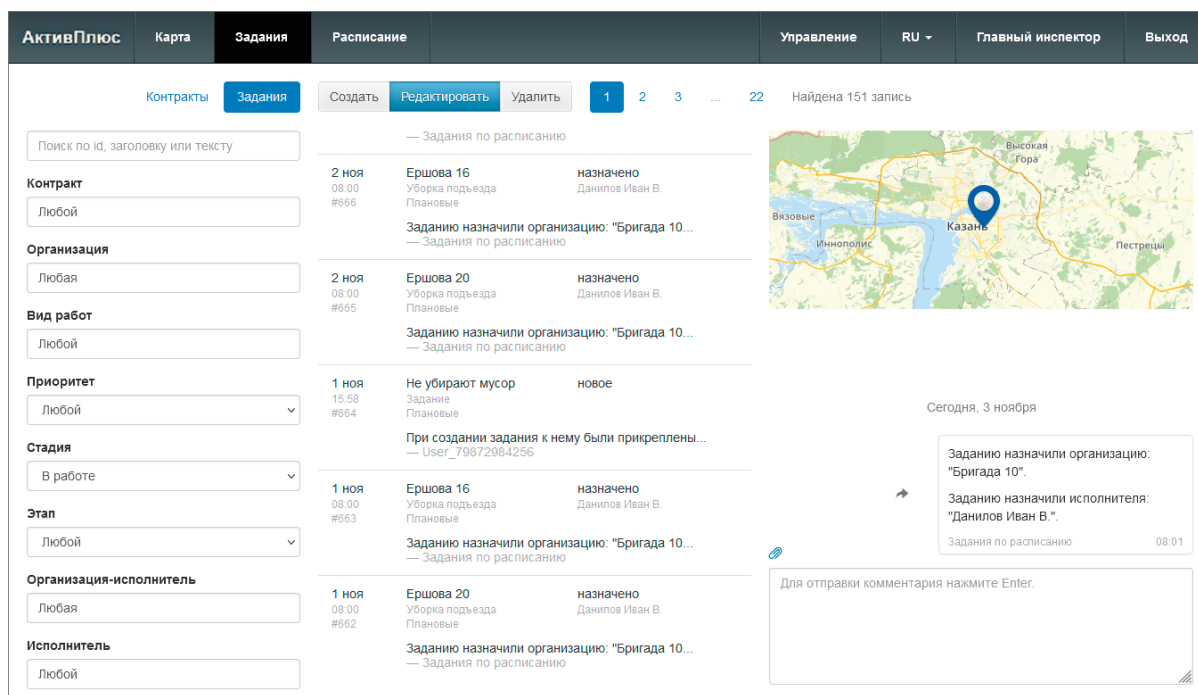 АктивПлюс Карта Задания Расписание Управление RU Главный инспектор Выход
Контракты Задания Создать Редактировать Удалить 1 2 3 ... 22 Найдена 151 запись
Поиск по id, заголовку или тексту
Контракт
Любой
Организация
Любая
Вид работ
Любой
Приоритет
Любой
Стадия
В работе
Этап
Любой
Организация-исполнитель
Любая
Исполнитель
Любой
— Задания по расписанию
2 ноя Ершова 16 назначено
08:00 Уборка подъезда Данилов Иван В.
#666 Плановые
Заданию назначили организацию: "Бригада 10...
— Задания по расписанию
2 ноя Ершова 20 назначено
08:00 Уборка подъезда Данилов Иван В.
#665 Плановые
Заданию назначили организацию: "Бригада 10...
— Задания по расписанию
1 ноя Не убирают мусор новое
15:58 Задание
#664 Плановые
При создании задания к нему были прикреплены...
— User_79872984256
1 ноя Ершова 16 назначено
08:00 Уборка подъезда Данилов Иван В.
#663 Плановые
Заданию назначили организацию: "Бригада 10...
— Задания по расписанию
1 ноя Ершова 20 назначено
08:00 Уборка подъезда Данилов Иван В.
#662 Плановые
Заданию назначили организацию: "Бригада 10...
— Задания по расписанию
Высокая
Гора
Вязовые
Казань
Иннополис
Пестрецы
Сегодня, 3 ноября
Заданию назначили организацию:
"Бригада 10".
Заданию назначили исполнителя:
"Данилов Иван В.".
Задания по расписанию 08:01
Для отправки комментария нажмите Enter.